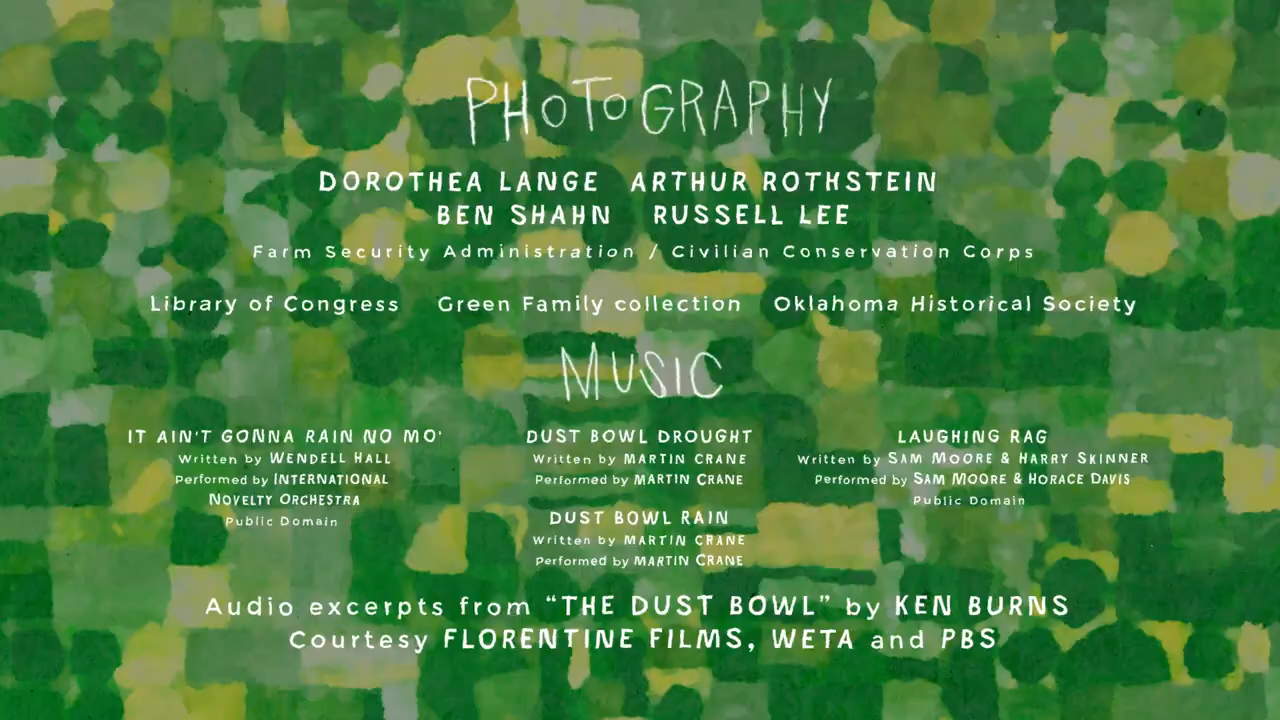 PHOTOGRAPHY
DOROTHEA LANGE ARTHUR ROTHSTEIN
BEN SHAHN RUSSELL LEE
Farm Security Administration / Civilian Conservation Corps
Library of Congress Green Family collection Oklahoma Historical Society
MUSIC
IT AIN'T GONNA RAIN NO MO'
Written by WENDELL HALL
Performed by INTERNATIONAL
NOVELTY ORCHESTRA
Public Domain
DUST BOWL DROUGHT
Written by MARTIN CRANE
Performed by MARTIN CRANE
DUST BOWL RAIN
Written by MARTIN CRANE
Performed by MARTIN CRANE
LAUGHING RAG
Written by SAM MOORE & HARRY SKINNER
Performed by SAM MOORE & HORACE DAVIS
Public Domain
Audio excerpts from “THE DUST BOWL” by KEN BURNS
Courtesy FLORENTINE FILMS, WETA and PBS